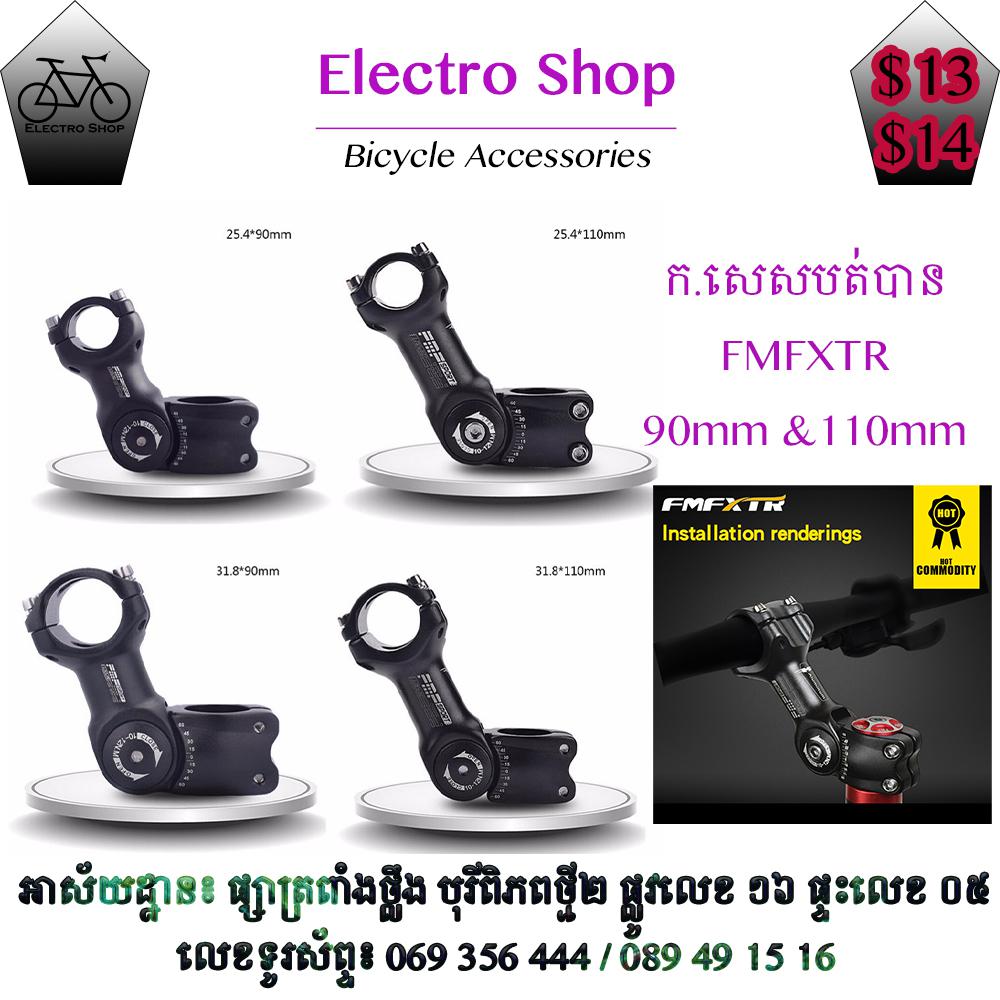 Electro Shop
Electro Shop
Bicycle Accessories
$13
$14
25.4*90mm
25.4*110mm
ក.សេសបត់បាន
FMFXTR
90mm &110mm
31.8*90mm
31.8*110mm
FMFXTR
Installation renderings
HOT
HOT
COMMODITY
អាស័យដ្ឋាន៖ ផ្សាត្រពាំងថ្លឹង បុរីពិភពថ្មី២ ផ្លូវលេខ ១៦ ផ្ទះលេខ ០៥
លេខទូរស័ព្ទ៖ 069 356 444 / 089 49 15 16